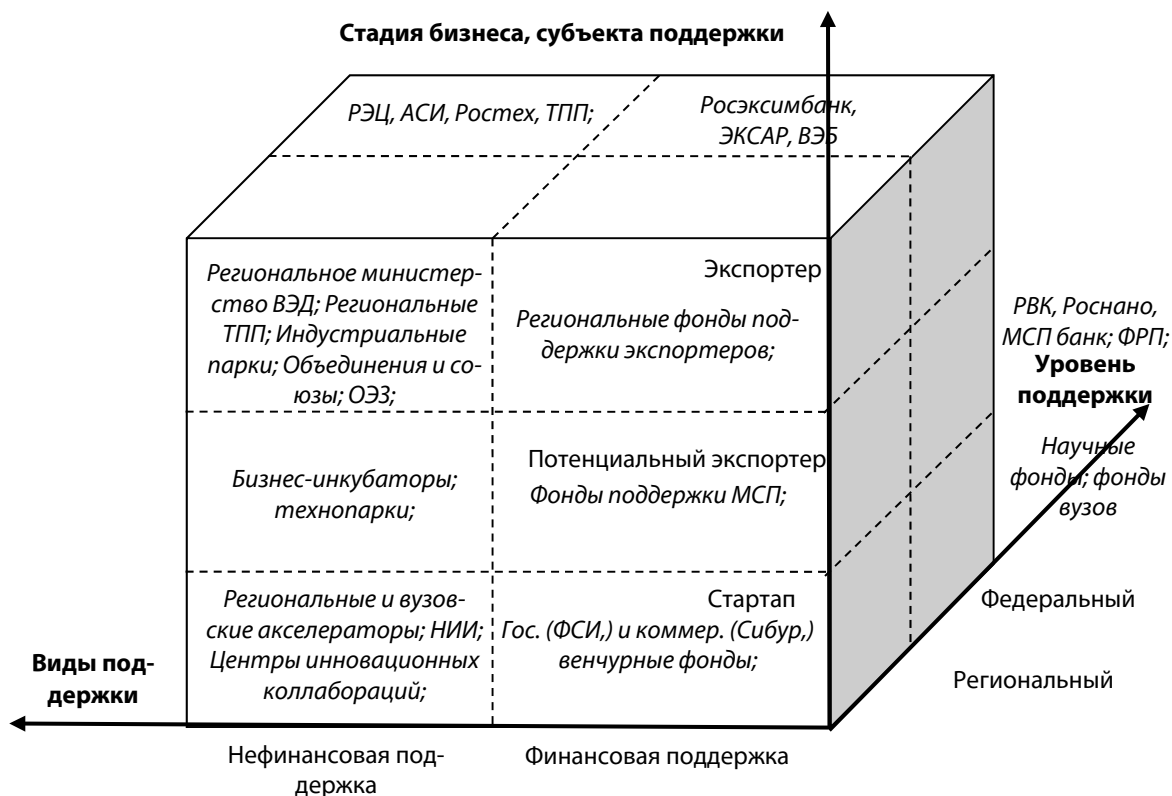 Стадия бизнеса, субъекта поддержки
РЭЦ, АСИ, Ростех, ТПП;
Росэксимбанк,
ЭКСАР, ВЭБ
Региональное министер-
ство ВЭД; Региональные
ТПП; Индустриальные
парки; Объединения и со-
юзы; ОЭЗ;
Экспортер
Региональные фонды под-
держки экспортеров;
РВК, Роснано,
МСП банк; ФРП;
Уровень
поддержки
Бизнес-инкубаторы;
технопарки;
Потенциальный экспортер
Фонды поддержки МСП;
Научные
фонды; фонды
вузов
Региональные и вузов-
ские акселераторы; НИИ;
Центры инновационных
коллабораций;
Стартап
Гос. (ФСИ,) и коммер. (Сибур,)
венчурные фонды;
Федеральный
Региональный
Виды под-
держки
Нефинансовая под-
держка
Финансовая поддержка